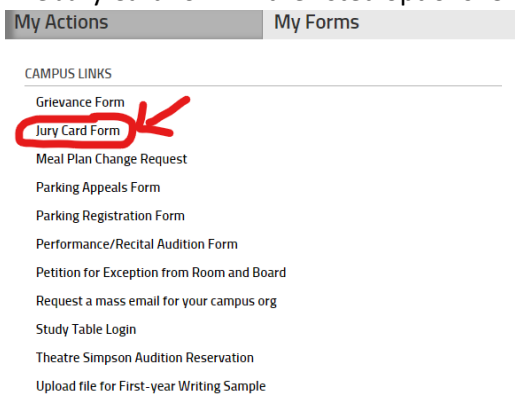 My Actions My Forms
CAMPUS LINKS
Grievance Form
Jury Card Form
Meal Plan Change Request
Parking Appeals Form
Parking Registration Form
Performance/Recital Audition Form
Petition for Exception from Room and Board
Request a mass email for your campus org
Study Table Login
Theatre Simpson Audition Reservation
Upload file for First-year Writing Sample